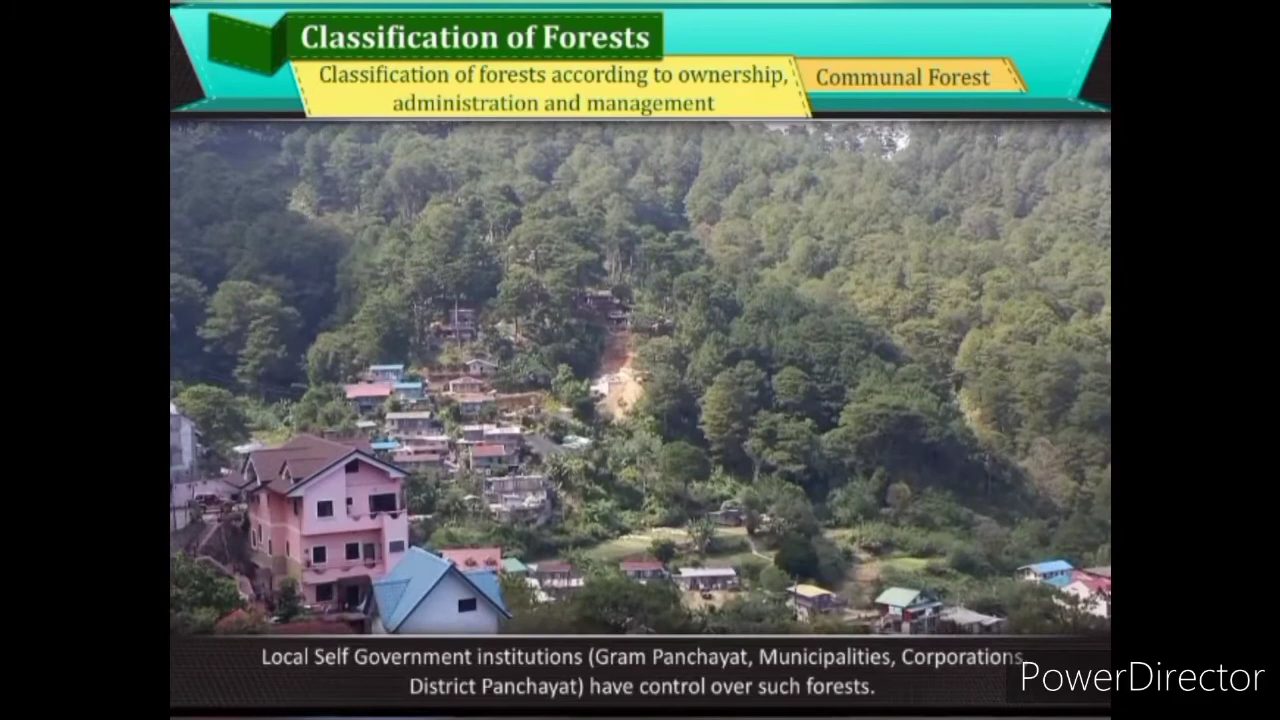 Classification of Forests
Classification of forests according to ownership,
administration and management
Communal Forest
Local Self Government institutions (Gram Panchayat, Municipalities, Corporations
District Panchayat) have control over such forests.
PowerDirector